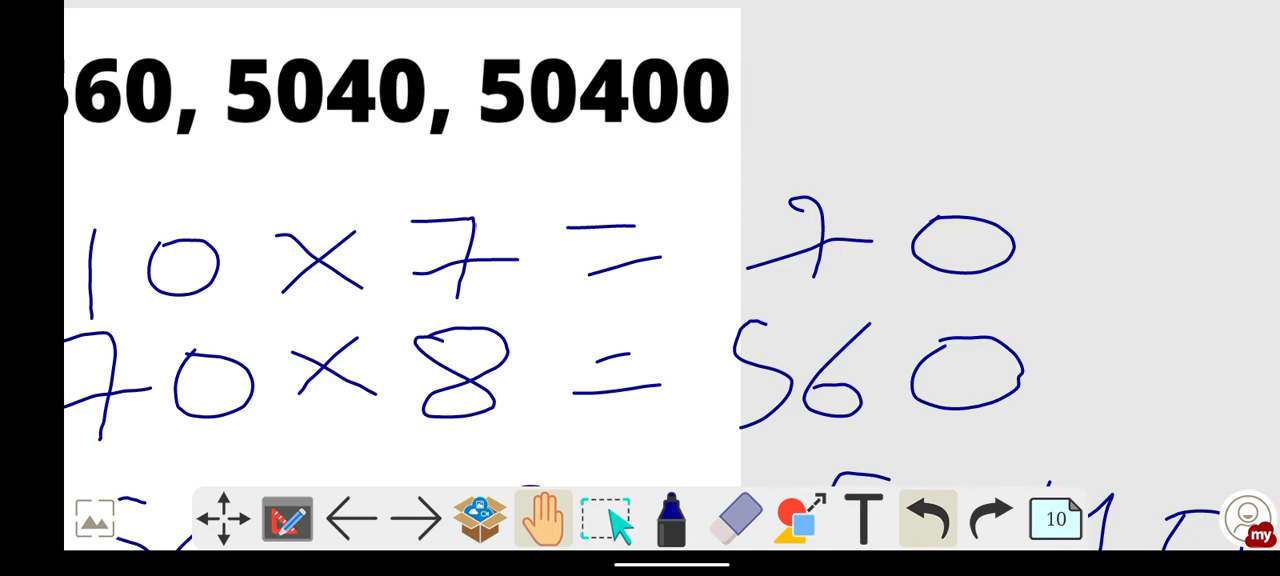 60, 5040, 50400
10 × 7 = 70
70 × 8 = 560
T 10
my